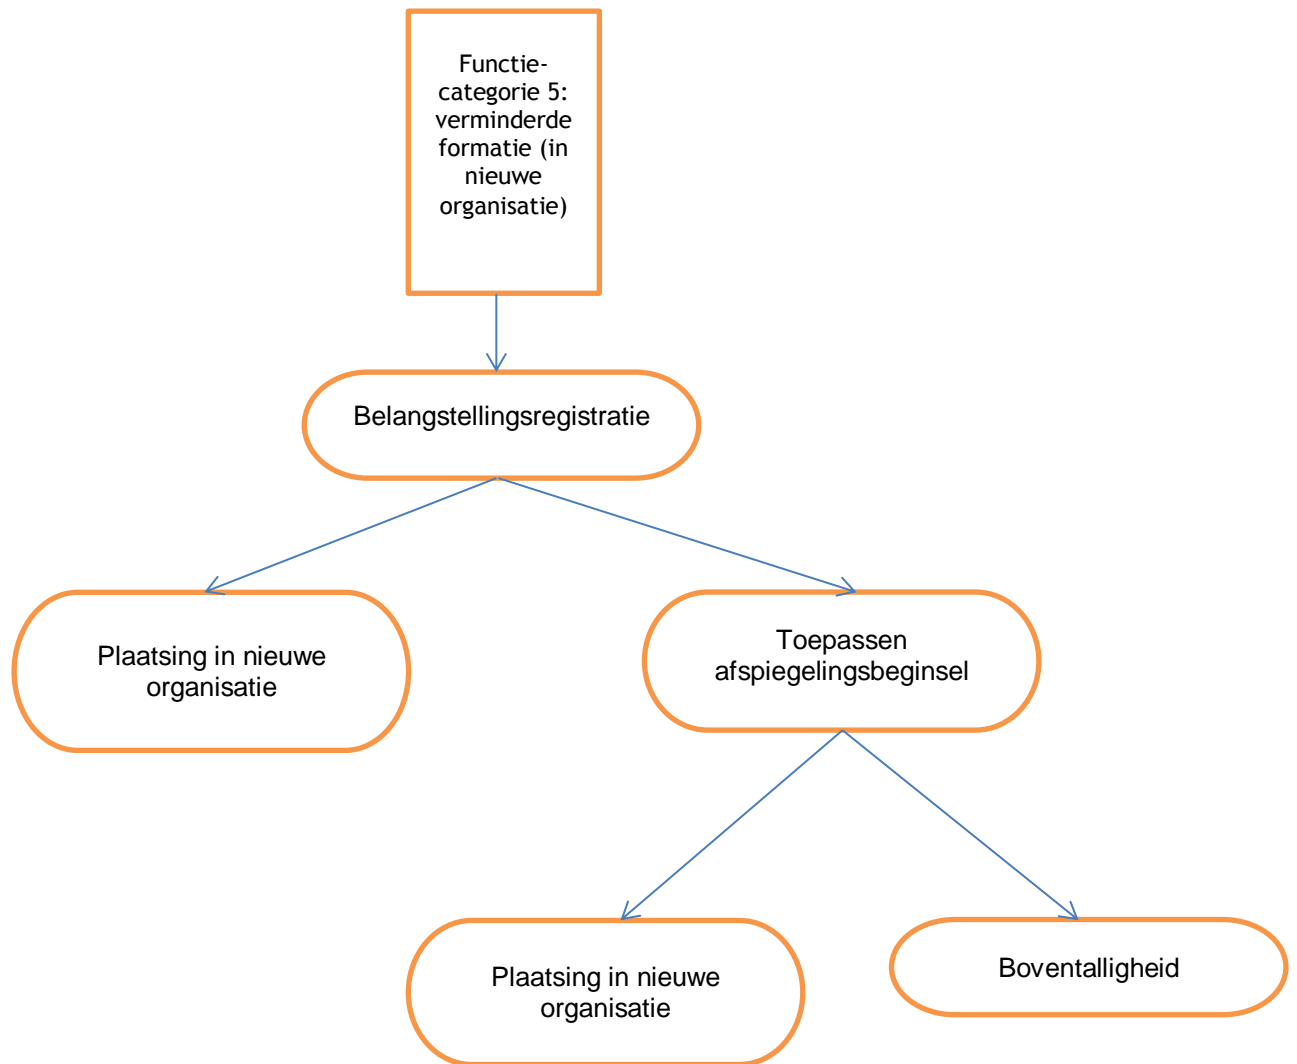 Functie-
categorie 5:
verminderde
formatie (in
nieuwe
organisatie)
Belangstellingsregistratie
Plaatsing in nieuwe
organisatie
Toepassen
afspiegelingsbeginsel
Plaatsing in nieuwe
organisatie
Boventalligheid